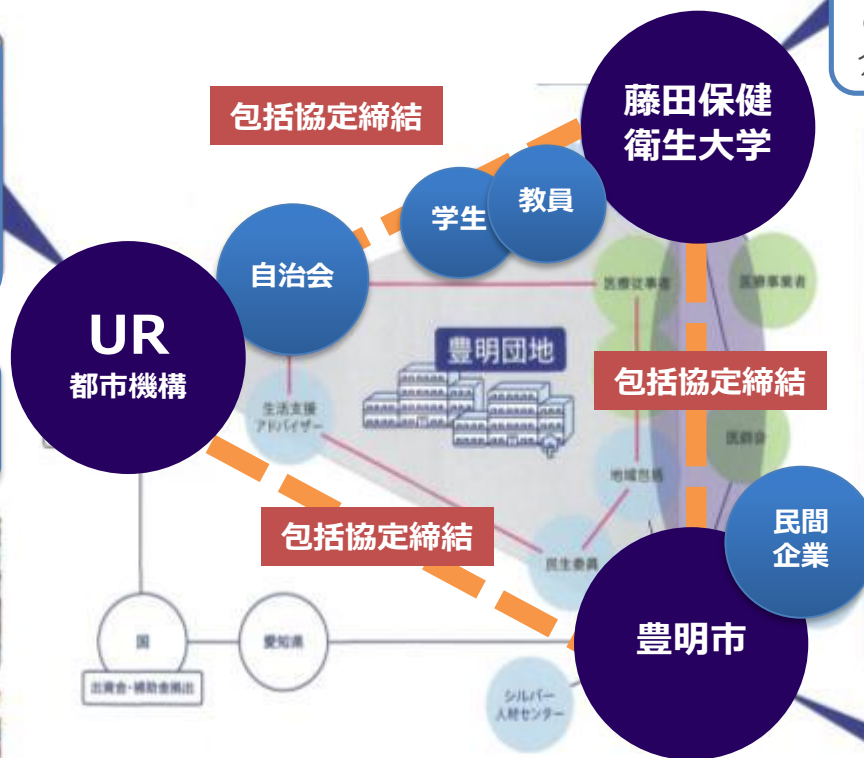 包括協定締結
藤田保健
衛生大学
学生
教員
自治会
医療従事者
医療事業者
UR
都市機構
豊明団地
包括協定締結
生活支援
アドバイザー
医師会
地域包括
包括協定締結
民間
企業
民生委員
国
愛知県
豊明市
出資金・補助金拠出
シルバー
人材センター